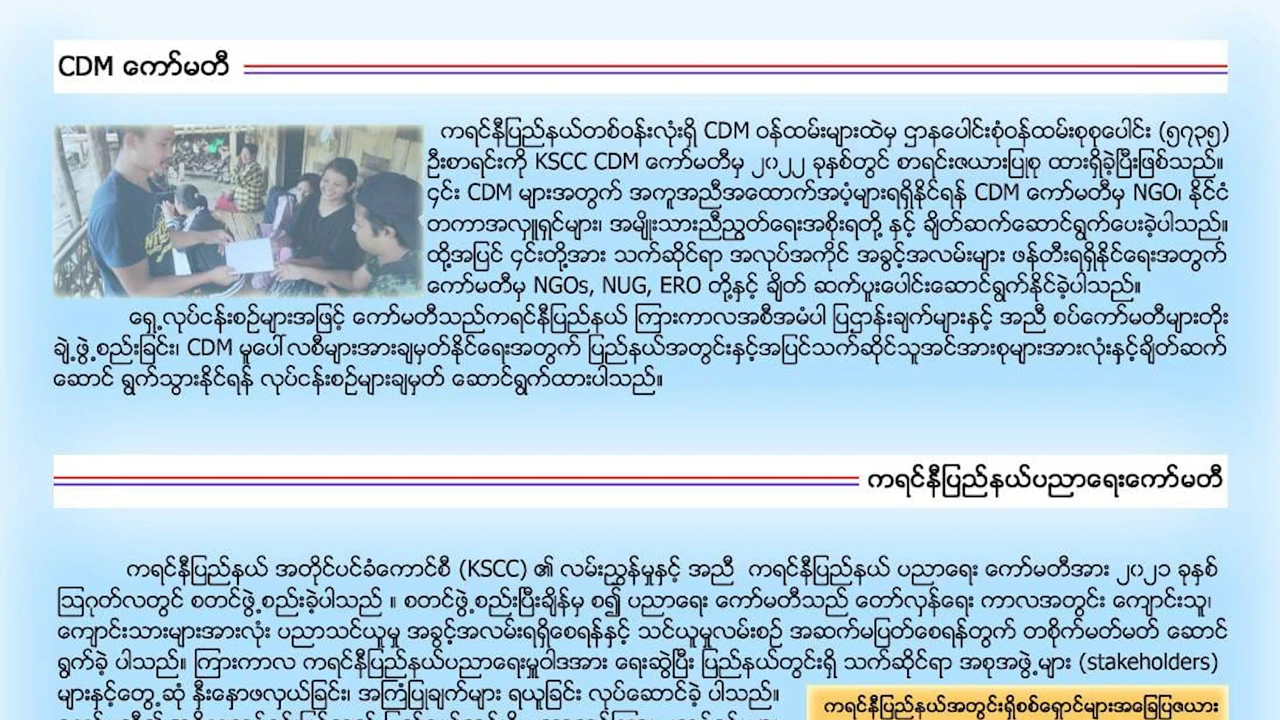 CDM ကော်မတီ
ကရင်နီပြည်နယ်တစ်ဝန်းလုံးရှိ CDM ဝန်ထမ်းများထဲမှ ဌာနပေါင်းစုံဝန်ထမ်းစုစုပေါင်း (၅၇၃၅)
ဦးစာရင်းကို KSCC CDM ကော်မတီမှ ၂၀၂၂ ခုနှစ်တွင် စာရင်းဇယားပြုစု ထားရှိခဲ့ပြီးဖြစ်သည်။
၄င်း CDM များအတွက် အကူအညီအထောက်အပံ့များရရှိနိုင်ရန် CDM ကော်မတီမှ NGO၊ နိုင်ငံ
တကာအလှူရှင်များ၊ အမျိုးသားညီညွတ်ရေးအစိုးရတို့ နှင့် ချိတ်ဆက်ဆောင်ရွက်ပေးခဲ့ပါသည်။
ထို့အပြင် ၄င်းတို့အား သက်ဆိုင်ရာ အလုပ်အကိုင် အခွင့်အလမ်းများ ဖန်တီးရရှိနိုင်ရေးအတွက်
ကော်မတီမှ NGOs, NUG, ERO တို့နှင့် ချိတ် ဆက်ပူးပေါင်းဆောင်ရွက်နိုင်ခဲ့ပါသည်။
ရှေ့လုပ်ငန်းစဉ်များအဖြင့် ကော်မတီသည်ကရင်နီပြည်နယ် ကြားကာလအစီအမံပါ ပြဌာန်းချက်များနှင့် အညီ စပ်ကော်မတီများတိုး
ချဲ့ဖွဲ့စည်းခြင်း၊ CDM မူပေါ်လစီများအားချမှတ်နိုင်ရေးအတွက် ပြည်နယ်အတွင်းနှင့်အပြင်သက်ဆိုင်သူအင်အားစုများအားလုံးနှင့်ချိတ်ဆက်
ဆောင် ရွက်သွားနိုင်ရန် လုပ်ငန်းစဉ်များချမှတ် ဆောင်ရွက်ထားပါသည်။
ကရင်နီပြည်နယ်ပညာရေးကော်မတီ
ကရင်နီပြည်နယ် အတိုင်ပင်ခံကောင်စီ (KSCC) ၏ လမ်းညွှန်မှုနှင့် အညီ ကရင်နီပြည်နယ် ပညာရေး ကော်မတီအား ၂၀၂၁ ခုနှစ်
ဩဂုတ်လတွင် စတင်ဖွဲ့စည်းခဲ့ပါသည် ။ စတင်ဖွဲ့စည်းပြီးချိန်မှ စ၍ ပညာရေး ကော်မတီသည် တော်လှန်ရေး ကာလအတွင်း ကျောင်းသူ၊
ကျောင်းသားများအားလုံး ပညာသင်ယူမှု အခွင့်အလမ်းရရှိစေရန်နှင့် သင်ယူမှုလမ်းစဉ် အဆက်မပြတ်စေရန်တွက် တစိုက်မတ်မတ် ဆောင်
ရွက်ခဲ့ ပါသည်။ ကြားကာလ ကရင်နီပြည်နယ်ပညာရေးမူဝါဒအား ရေးဆွဲပြီး ပြည်နယ်တွင်းရှိ သက်ဆိုင်ရာ အစုအဖွဲ့များ (stakeholders)
များနှင့်တွေ့ဆုံ နှီးနှောဖလှယ်ခြင်း၊ အကြံပြုချက်များ ရယူခြင်း လုပ်ဆောင်ခဲ့ ပါသည်။
ကရင်နီပြည်နယ်အတွင်းရှိစစ်ရှောင်များအခြေပြဇယား